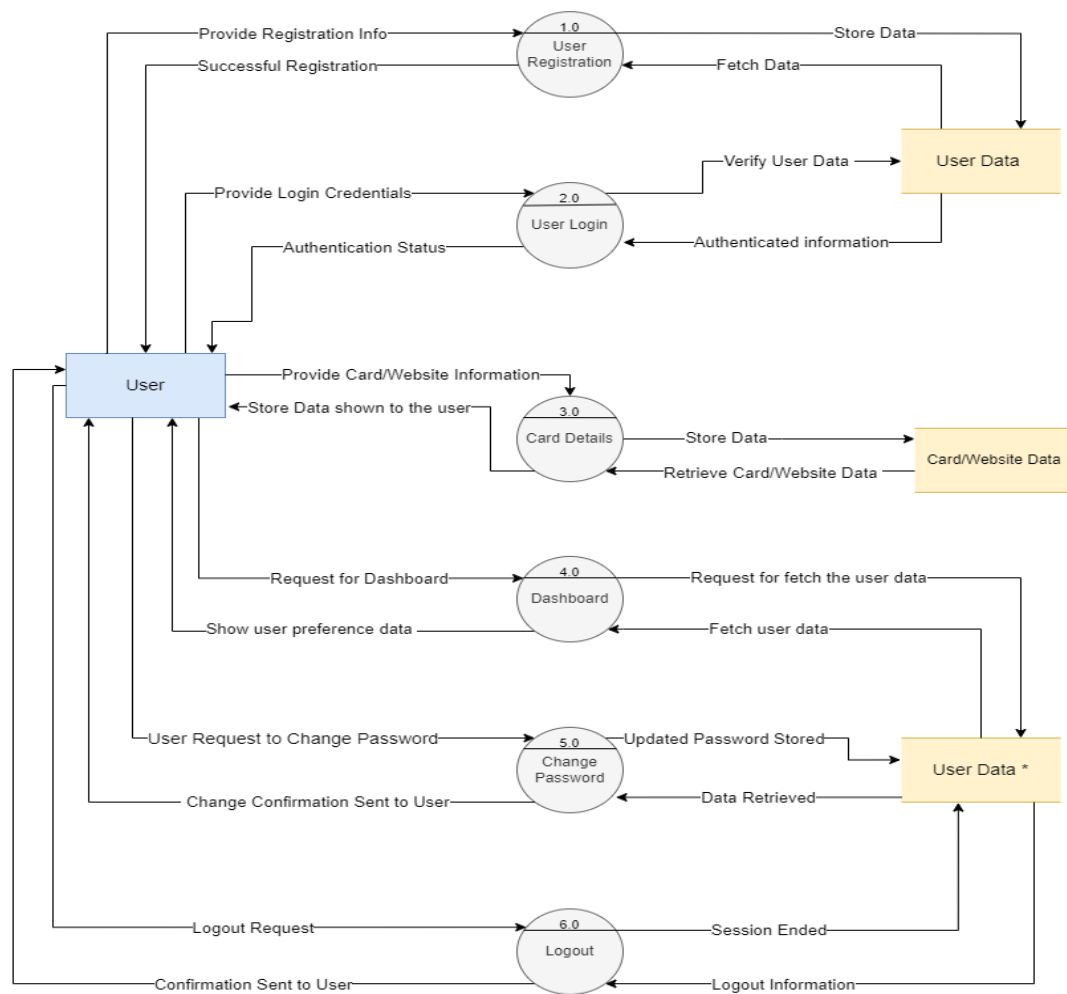 1.0
Provide Registration Info
Store Data
User
Registration
Successful Registration
Fetch Data
Verify User Data
User Data
Provide Login Credentials
2.0
User Login
Authentication Status
Authenticated information
User
Provide Card/Website Information
Store Data shown to the user
3.0
Card Details
Store Data
Card/Website Data
Retrieve Card/Website Data
4.0
Request for Dashboard
Request for fetch the user data
Dashboard
Show user preference data
Fetch user data
User Request to Change Password
5.0
Updated Password Stored
Change
Password
User Data *
Change Confirmation Sent to User
Data Retrieved
6.0
Logout Request
Session Ended
Logout
Confirmation Sent to User
Logout Information